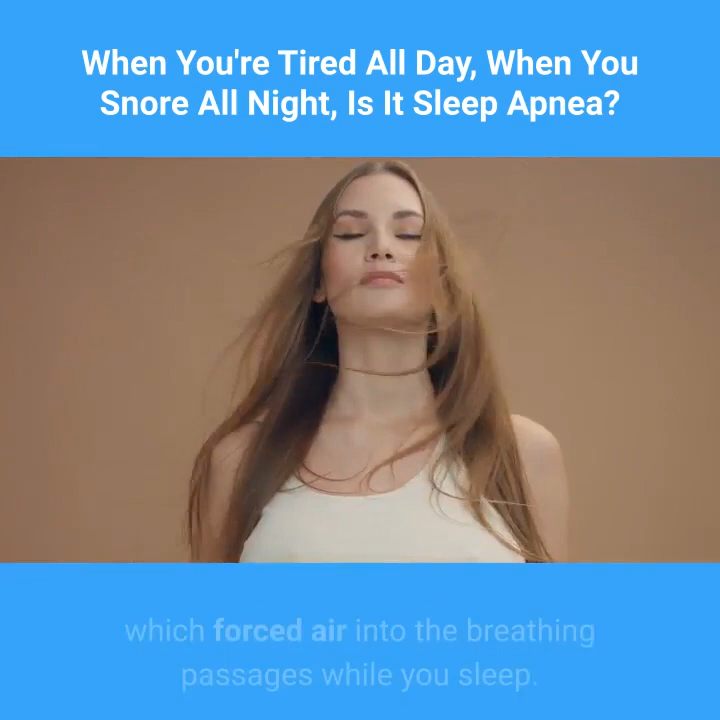 When You're Tired All Day, When You
Snore All Night, Is It Sleep Apnea?
which forced air into the breathing
passages while you sleep.